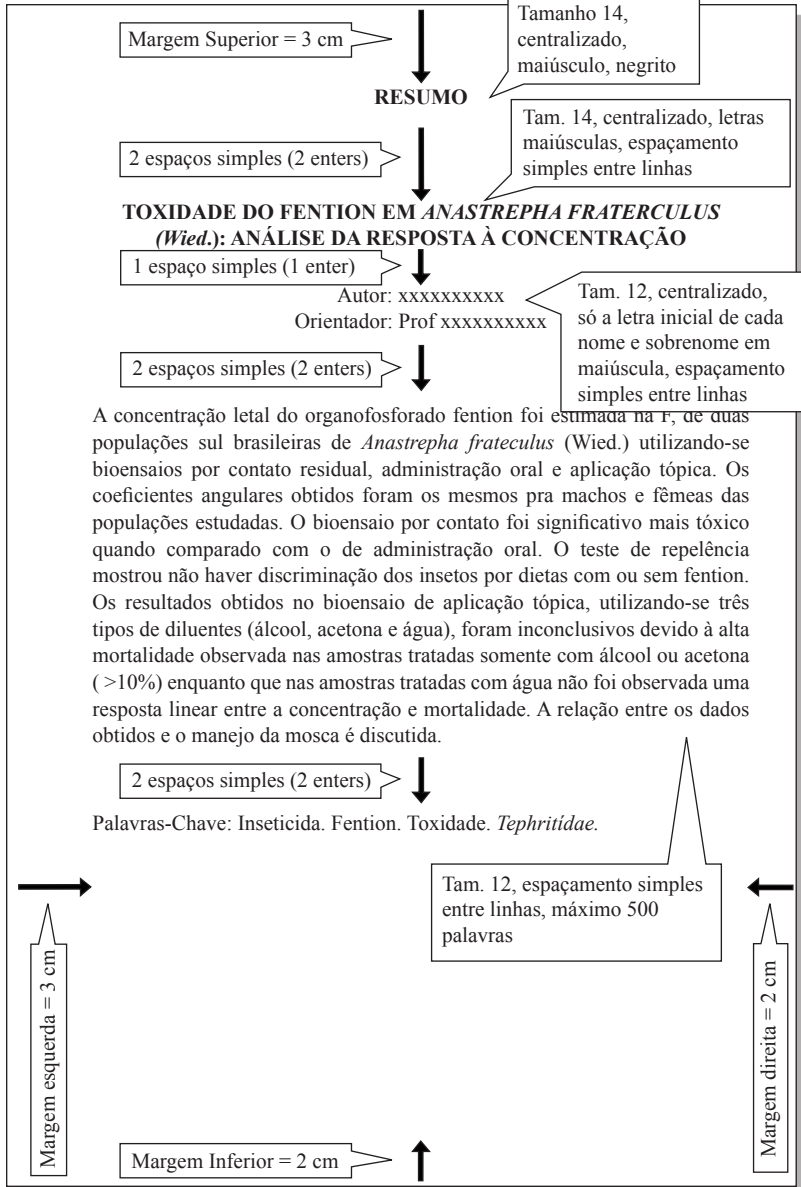 Margem Superior = 3 cm
Tamanho 14,
centralizado,
maiúsculo, negrito
RESUMO
Tam. 14, centralizado, letras
maiúsculas, espaçamento
simples entre linhas
2 espaços simples (2 enters)
TOXIDADE DO FENTION EM ANASTREPHA FRATERCULUS
(Wied.): ANÁLISE DA RESPOSTA À CONCENTRAÇÃO
1 espaço simples (1 enter)
Autor: xxxxxxxxxx
Orientador: Prof xxxxxxxxxx
Tam. 12, centralizado,
só a letra inicial de cada
nome e sobrenome em
maiúscula, espaçamento
simples entre linhas
2 espaços simples (2 enters)
A concentração letal do organofosforado fention foi estimada na F, de duas
populações sul brasileiras de Anastrepha frateculus (Wied.) utilizando-se
bioensaios por contato residual, administração oral e aplicação tópica. Os
coeficientes angulares obtidos foram os mesmos pra machos e fêmeas das
populações estudadas. O bioensaio por contato foi significativo mais tóxico
quando comparado com o de administração oral. O teste de repelência
mostrou não haver discriminação dos insetos por dietas com ou sem fention.
Os resultados obtidos no bioensaio de aplicação tópica, utilizando-se três
tipos de diluentes (álcool, acetona e água), foram inconclusivos devido à alta
mortalidade observada nas amostras tratadas somente com álcool ou acetona
( >10%) enquanto que nas amostras tratadas com água não foi observada uma
resposta linear entre a concentração e mortalidade. A relação entre os dados
obtidos e o manejo da mosca é discutida.
2 espaços simples (2 enters)
Palavras-Chave: Inseticida. Fention. Toxidade. Tephritídae.
Tam. 12, espaçamento simples
entre linhas, máximo 500
palavras
Margem esquerda = 3 cm
Margem direita = 2 cm
Margem Inferior = 2 cm